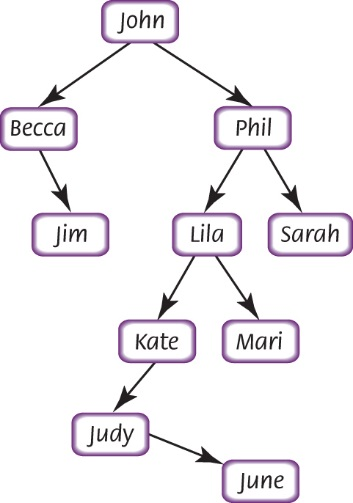 John
Becca
Phil
Jim
Lila
Sarah
Kate
Mari
Judy
June